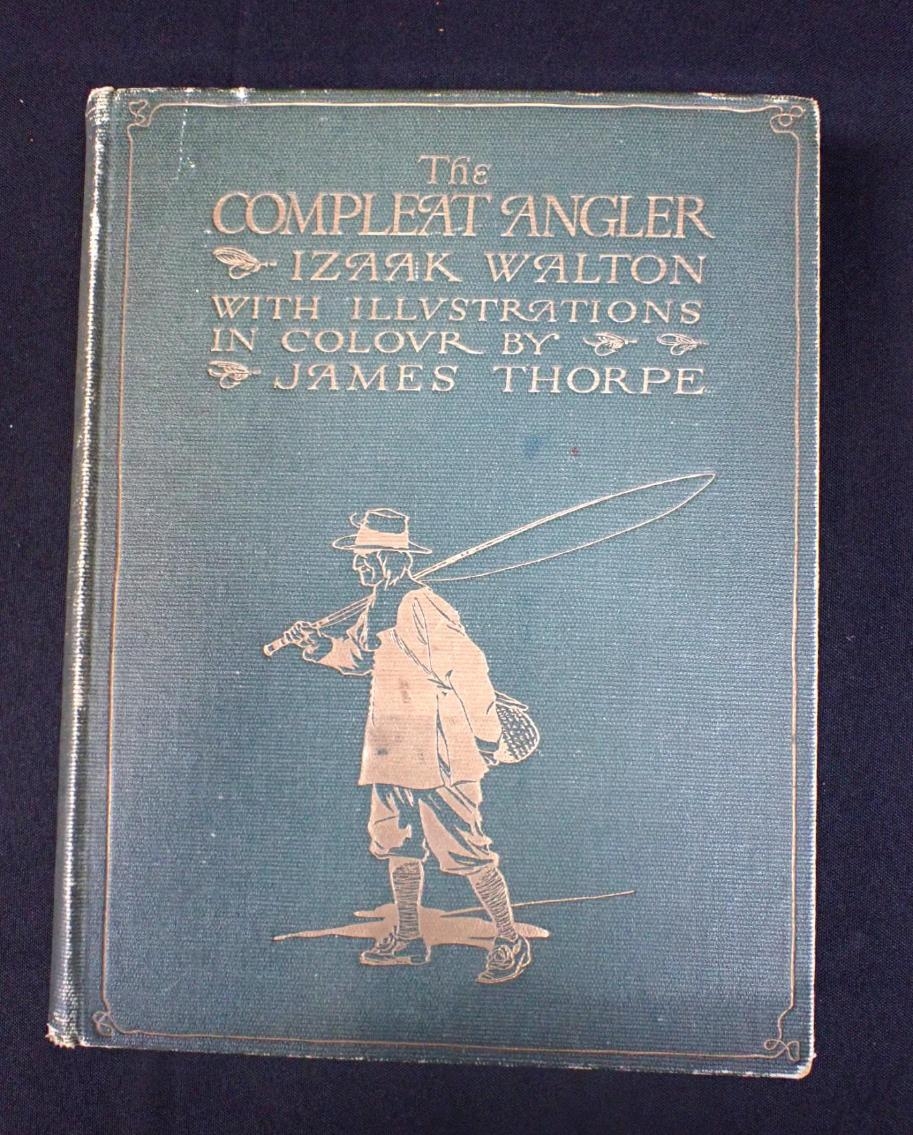 The
COMPLEAT ANGLER
IZAAK WALTON
WITH ILLVSTRATIONS
IN COLOVR BY
JAMES THORPE